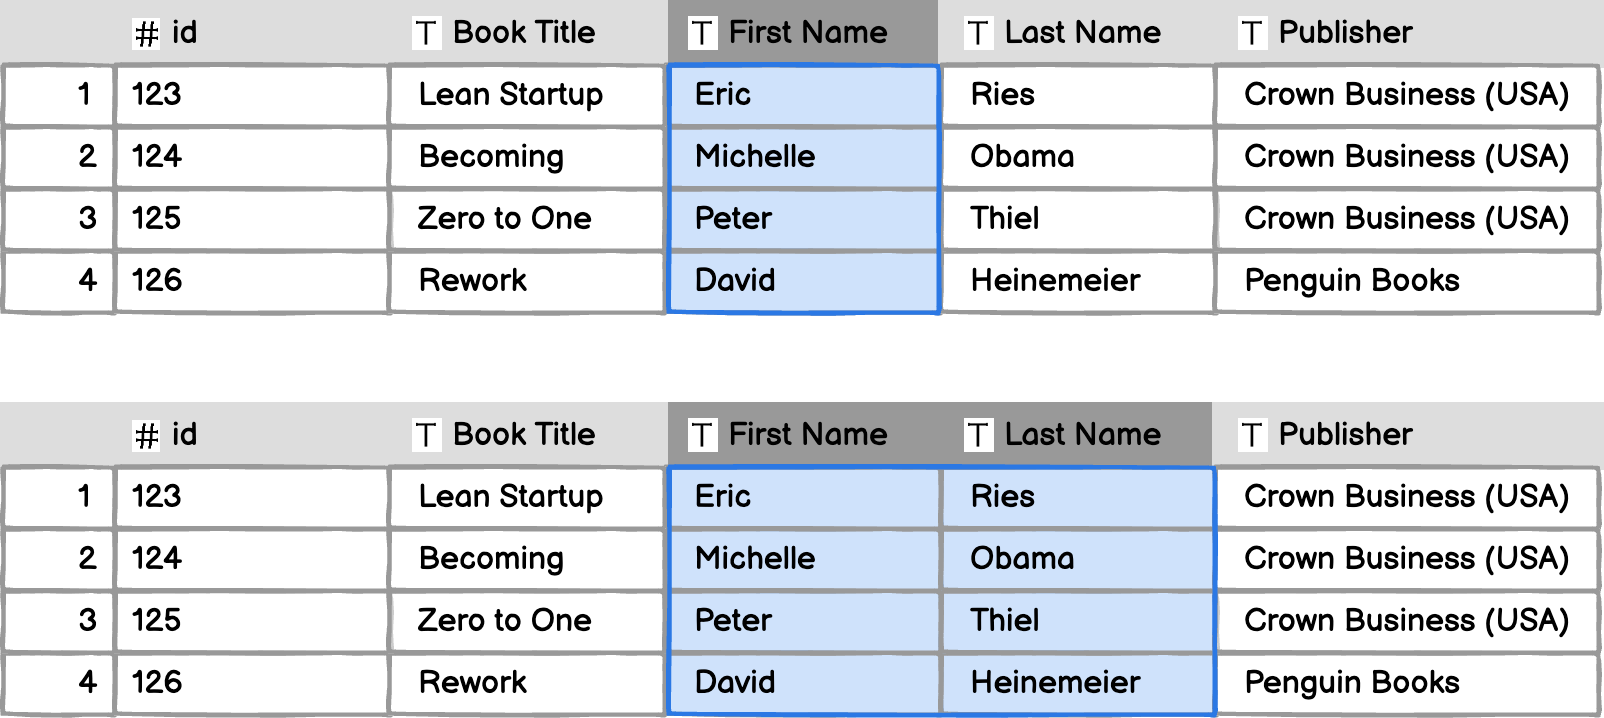 # id T Book Title T First Name T Last Name T Publisher
1 123 Lean Startup Eric Ries Crown Business (USA)
2 124 Becoming Michelle Obama Crown Business (USA)
3 125 Zero to One Peter Thiel Crown Business (USA)
4 126 Rework David Heinemeier Penguin Books
# id T Book Title T First Name T Last Name T Publisher
1 123 Lean Startup Eric Ries Crown Business (USA)
2 124 Becoming Michelle Obama Crown Business (USA)
3 125 Zero to One Peter Thiel Crown Business (USA)
4 126 Rework David Heinemeier Penguin Books